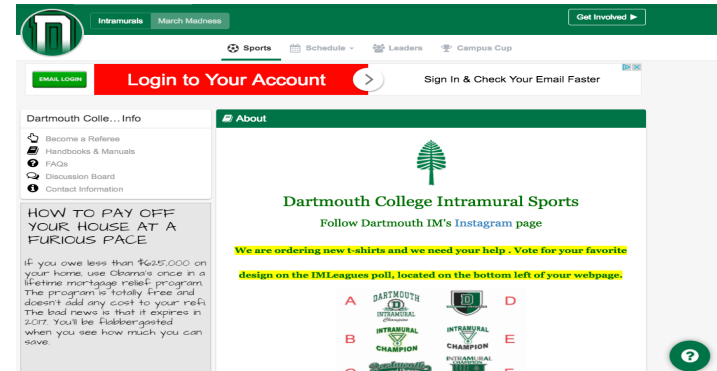 D
Intramurals March Madness
Get Involved ▶
Sports Schedule Leaders Campus Cup
EMAIL LOGIN Login to Your Account > Sign In & Check Your Email Faster
Dartmouth Colle...Info
Become a Referee
Handbooks & Manuals
FAQs
Discussion Board
Contact Information
HOW TO PAY OFF
YOUR HOUSE AT A
FURIOUS PACE
If you owe less than $625,000 on
your home, use Obama's once in a
lifetime mortgage relief program.
The program is totally free and
doesn't add any cost to your refi.
The bad news is that it expires in
2017. You'll be flabbergasted
when you see how much you can
save.
About
Dartmouth College Intramural Sports
Follow Dartmouth IM's Instagram page
We are ordering new t-shirts and we need your help . Vote for your favorite
design on the IMLeagues poll, located on the bottom left of your webpage.
A DARTMOUTH D INTRAMURAL Champion D D
B INTRAMURAL D CHAMPION INTRAMURAL D CHAMPION E
Dartmouth INTRAMURAL
?